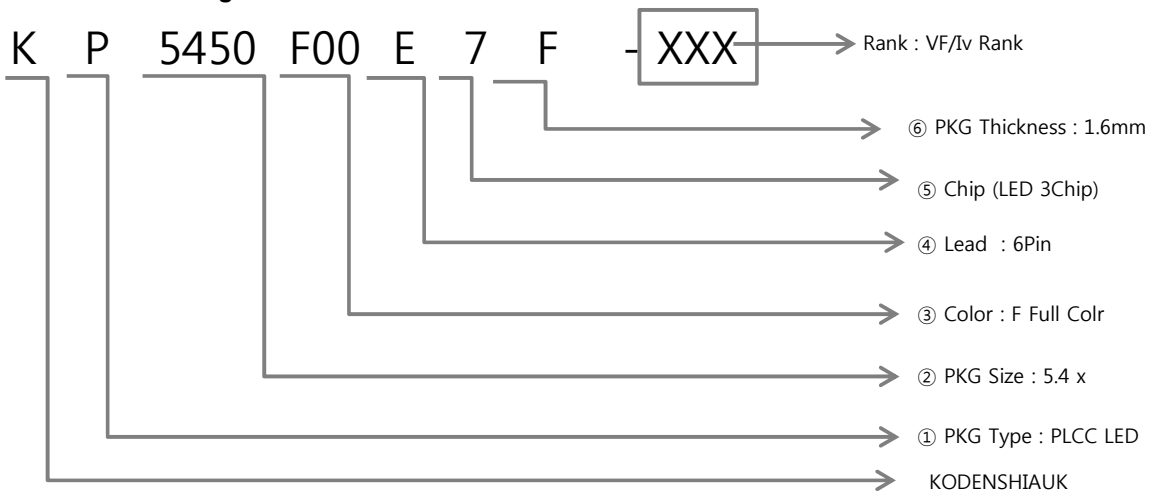 K P 5450 F00 E 7 F - XXX
Rank : VF/Iv Rank
⑥ PKG Thickness : 1.6mm
⑤ Chip (LED 3Chip)
④ Lead : 6Pin
③ Color : F Full Colr
② PKG Size : 5.4 x
① PKG Type : PLCC LED
KODENSHIAUK